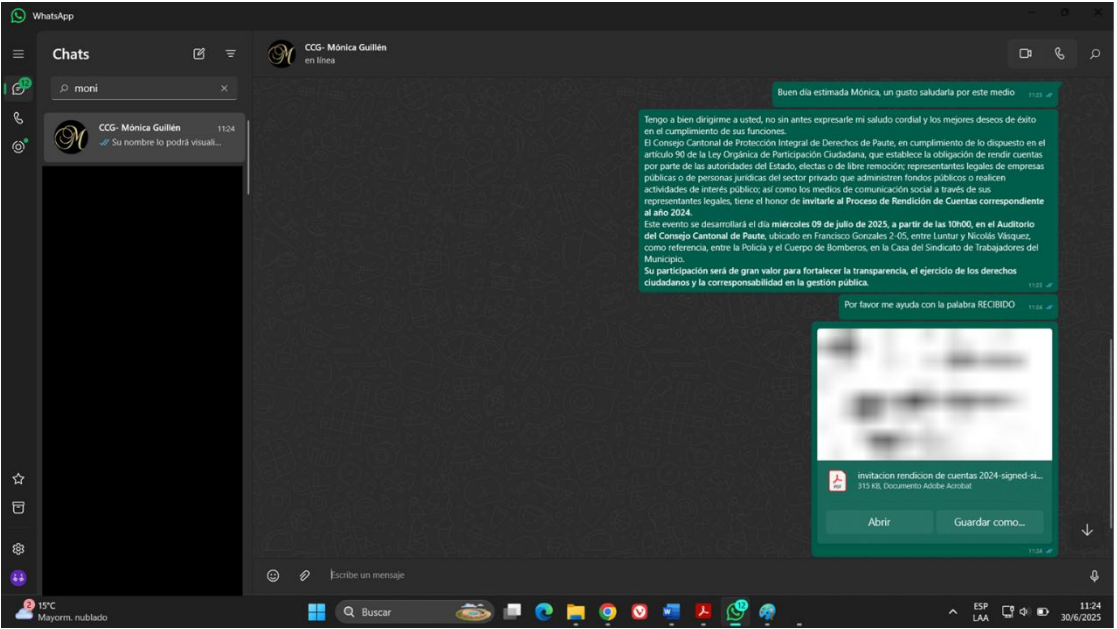 WhatsApp
Chats
moni
CCG- Mónica Guillén
11:24
Su nombre lo podrá visuali...
12
CCG- Mónica Guillén
en línea
Buen día estimada Mónica, un gusto saludarla por este medio
11:23
Tengo a bien dirigirme a usted, no sin antes expresarle mi saludo cordial y los mejores deseos de éxito
en el cumplimiento de sus funciones.
El Consejo Cantonal de Protección Integral de Derechos de Paute, en cumplimiento de lo dispuesto en el
artículo 90 de la Ley Orgánica de Participación Ciudadana, que establece la obligación de rendir cuentas
por parte de las autoridades del Estado, electas o de libre remoción; representantes legales de empresas
públicas o de personas jurídicas del sector privado que administren fondos públicos o realicen
actividades de interés público; así como los medios de comunicación social a través de sus
representantes legales, tiene el honor de invitarle al Proceso de Rendición de Cuentas correspondiente
al año 2024.
Este evento se desarrollará el día miércoles 09 de julio de 2025, a partir de las 10h00, en el Auditorio
del Consejo Cantonal de Paute, ubicado en Francisco Gonzales 2-05, entre Luntur y Nicolás Vásquez,
como referencia, entre la Policía y el Cuerpo de Bomberos, en la Casa del Sindicato de Trabajadores del
Municipio.
Su participación será de gran valor para fortalecer la transparencia, el ejercicio de los derechos
ciudadanos y la corresponsabilidad en la gestión pública.
11:23
Por favor me ayuda con la palabra RECIBIDO
11:24
invitacion rendicion de cuentas 2024-signed-si...
PDF
315 KB, Documento Adobe Acrobat
Abrir
Guardar como...
11:24
Escribe un mensaje
2
15°C
Mayorm. nublado
Buscar
12
ESP
LAA
11:24
30/6/2025